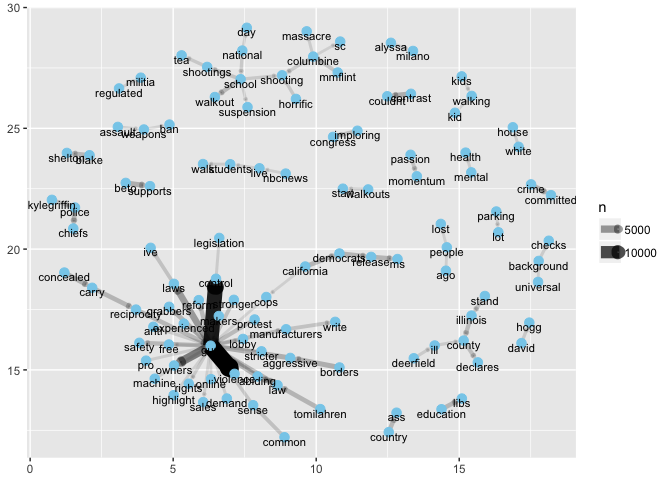 30
25
20
15
0
5
10
15
day
massacre
sc
alyssa
milano
national
tea
columbine
shootings
school
shooting
mmflint
kids
militia
regulated
walkout
suspension
horrific
walking
kid
assault
weapons
ban
imploring
congress
house
white
shelton
blake
students
live
nbcnews
passion
momentum
health
mental
beto
supports
walkouts
crime
committed
kylegriffin
police
chiefs
parking
lot
lost
people
ago
checks
background
universal
ive
legislation
control
concealed
carry
laws
california
democrats
release
ms
cops
reciprocity
grabbers
anti
experienced
makers
protest
manufacturers
write
stand
illinois
county
ill
deerfield
declares
hogg
david
safety
free
lobby
stricter
aggressive
borders
pro
owners
violence
abiding
law
machine
rights
online
highlight
sales
demand
sense
tomilahren
common
ass
country
libs
education
n
5000
10000